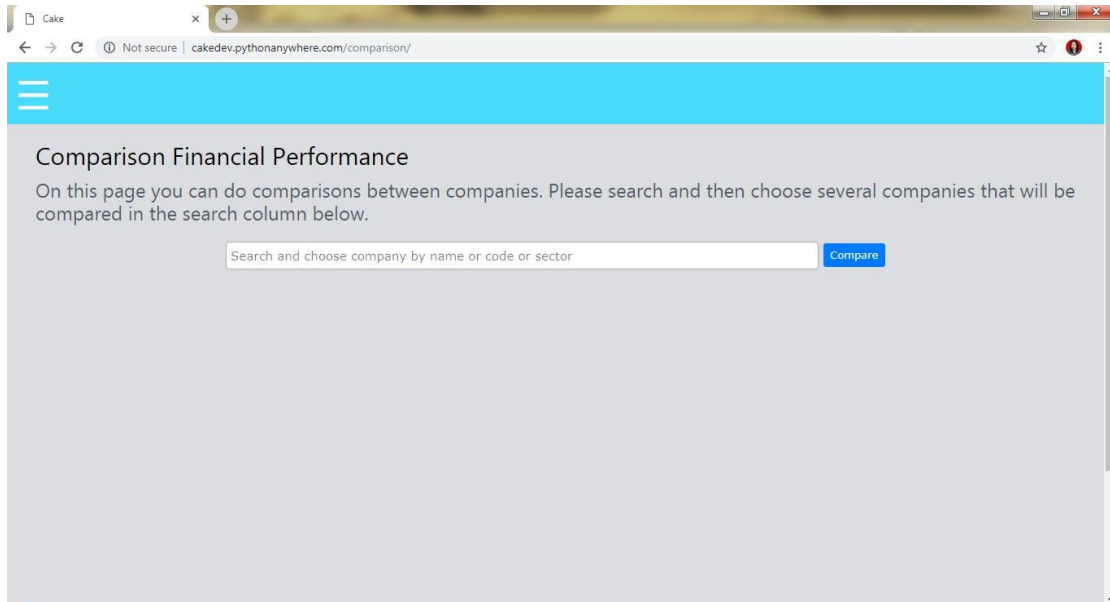 Cake
Not secure | cakedev.pythonanywhere.com/comparison/
Comparison Financial Performance
On this page you can do comparisons between companies. Please search and then choose several companies that will be
compared in the search column below.
Search and choose company by name or code or sector
Compare